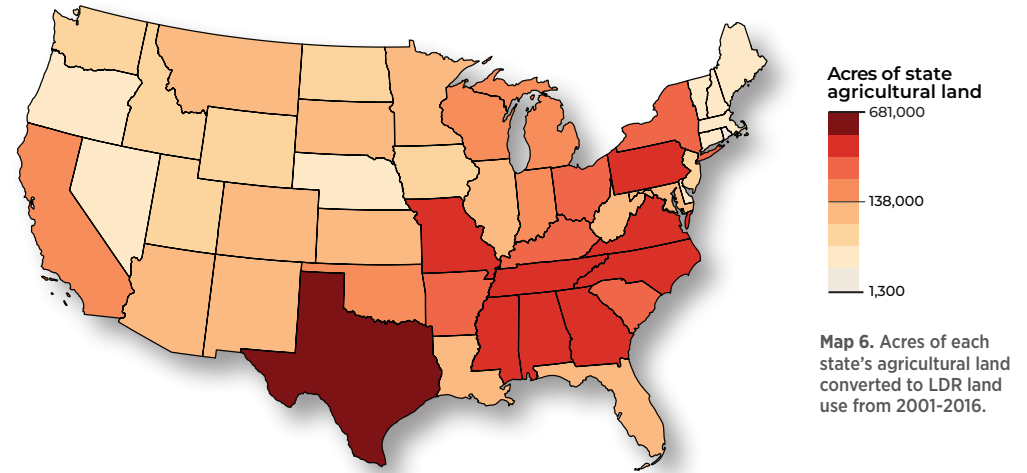 Acres of state
agricultural land
681,000
138,000
1,300
Map 6. Acres of each
state’s agricultural land
converted to LDR land
use from 2001-2016.